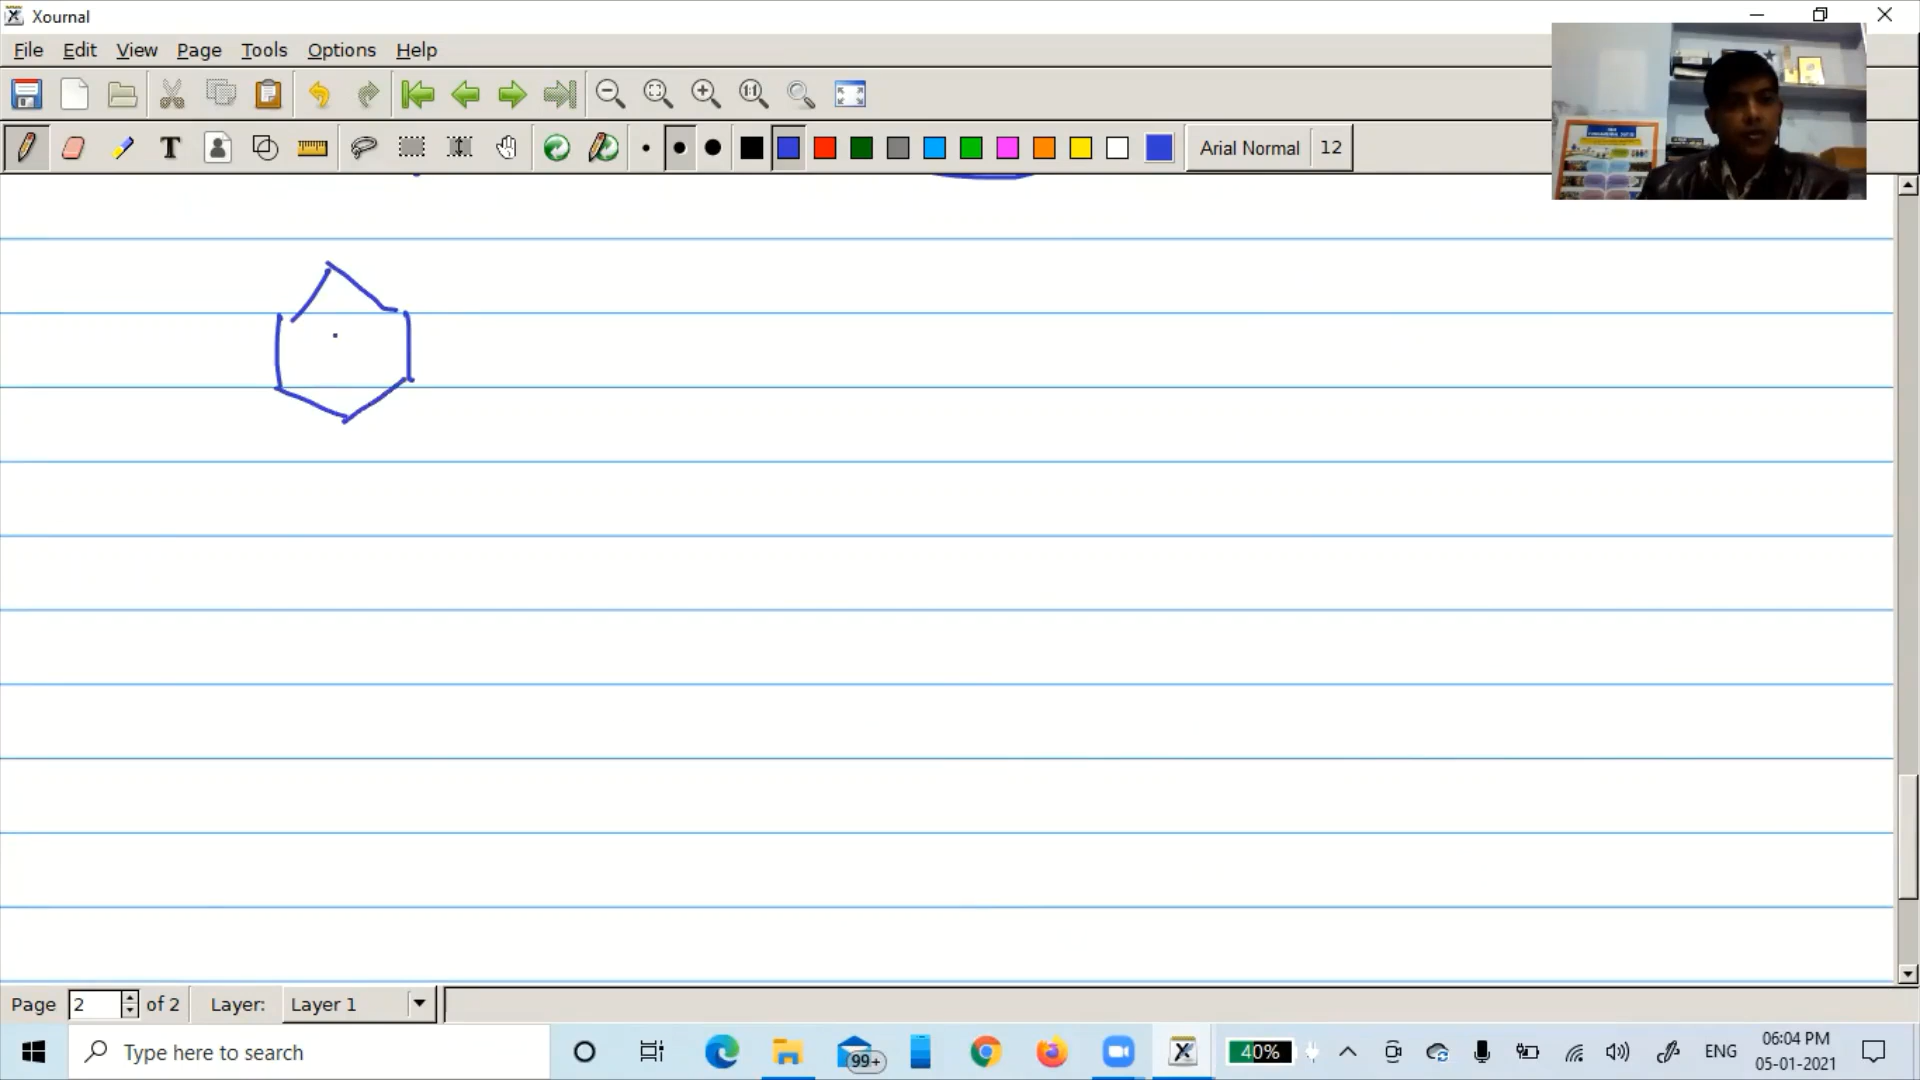 Xournal
File Edit View Page Tools Options Help
T Arial Normal 12
Page 2 of 2 Layer: Layer 1
Type here to search 99+ 40% ENG 06:04 PM
05-01-2021